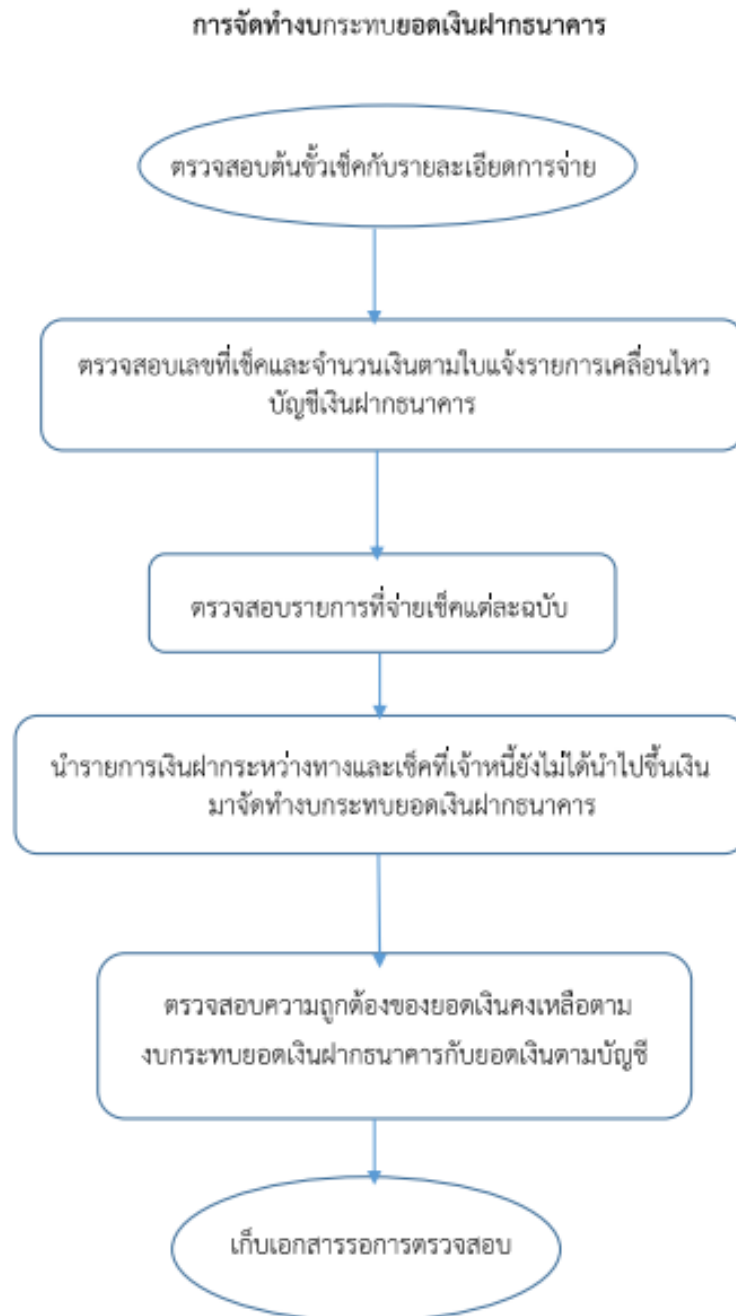 การจัดทำงบกระทบยอดเงินฝากธนาคาร
ตรวจสอบต้นขั้วเช็คกับรายละเอียดการจ่าย
ตรวจสอบเลขที่เช็คและจำนวนเงินตามใบแจ้งรายการเคลื่อนไหว
บัญชีเงินฝากธนาคาร
ตรวจสอบรายการที่จ่ายเช็คแต่ละฉบับ
นำรายการเงินฝากระหว่างทางและเช็คที่เจ้าหนี้ยังไม่ได้นำไปขึ้นเงิน
มาจัดทำงบกระทบยอดเงินฝากธนาคาร
ตรวจสอบความถูกต้องของยอดเงินคงเหลือตาม
งบกระทบยอดเงินฝากธนาคารกับยอดเงินตามบัญชี
เก็บเอกสารรอการตรวจสอบ